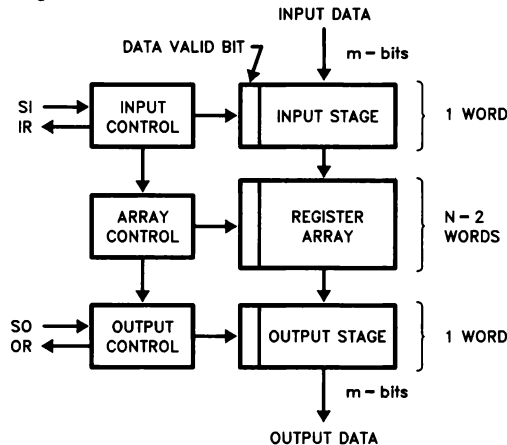 INPUT DATA
DATA VALID BIT
m-bits
SI
IR
INPUT
CONTROL
INPUT STAGE
1 WORD
ARRAY
CONTROL
REGISTER
ARRAY
N-2
WORDS
SO
OR
OUTPUT
CONTROL
OUTPUT STAGE
1 WORD
m-bits
OUTPUT DATA